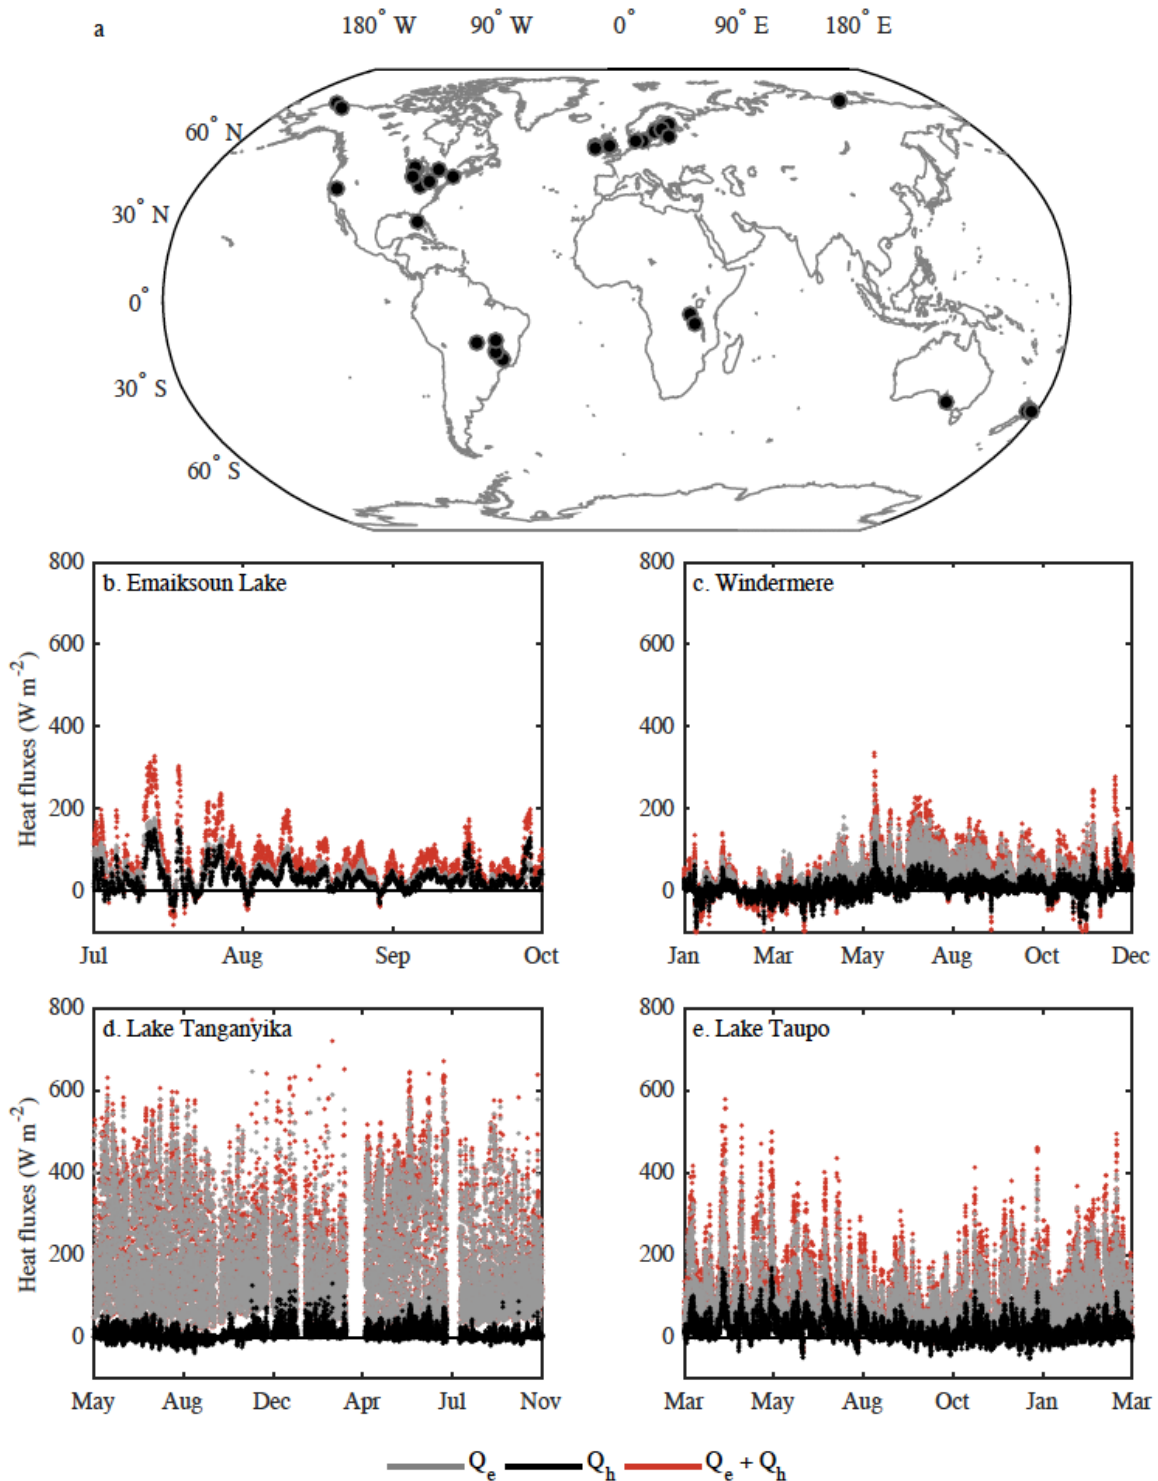 a
180° W 90° W 0° 90° E 180° E
60° N
30° N
0°
30° S
60° S
Heat fluxes (W m⁻²)
800
600
400
200
0
b. Emaiksoun Lake
Jul Aug Sep Oct
800
600
400
200
0
c. Windermere
Jan Mar May Aug Oct Dec
Heat fluxes (W m⁻²)
800
600
400
200
0
d. Lake Tanganyika
May Aug Dec Apr Jul Nov
800
600
400
200
0
e. Lake Taupo
Mar May Aug Oct Jan Mar
Qₑ Qₕ Qₑ + Qₕ